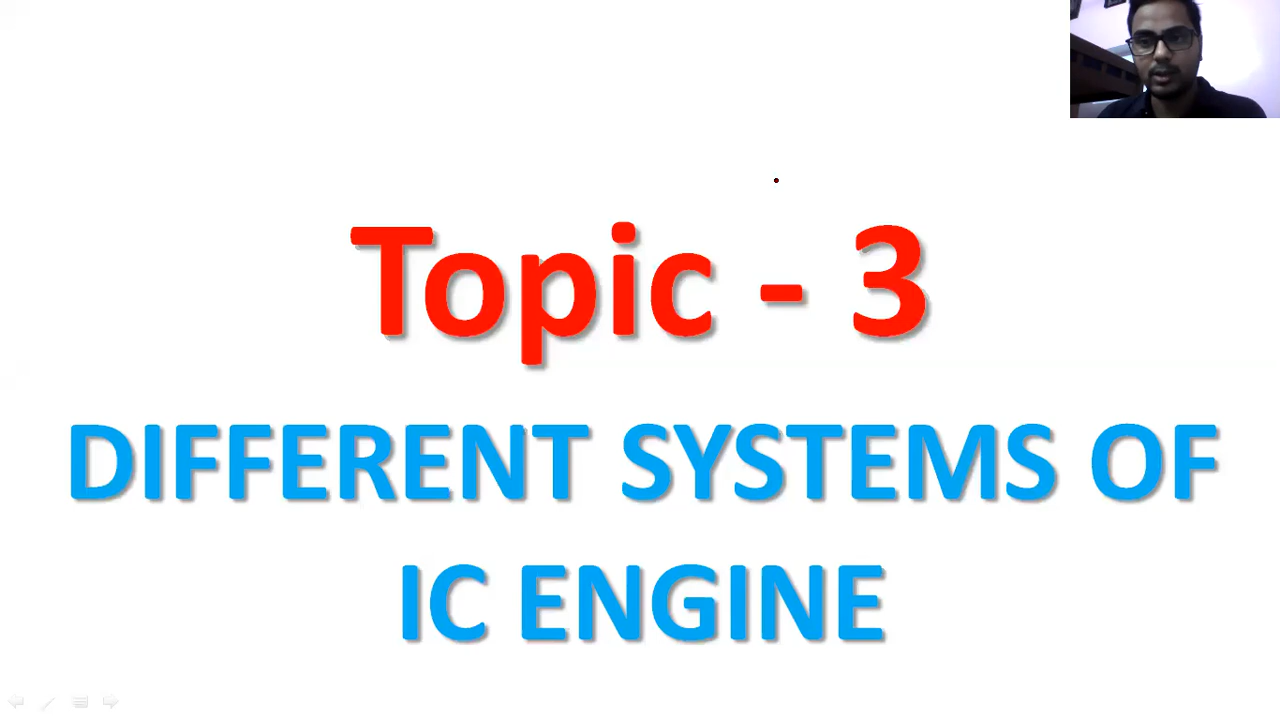 Topic - 3
DIFFERENT SYSTEMS OF
IC ENGINE